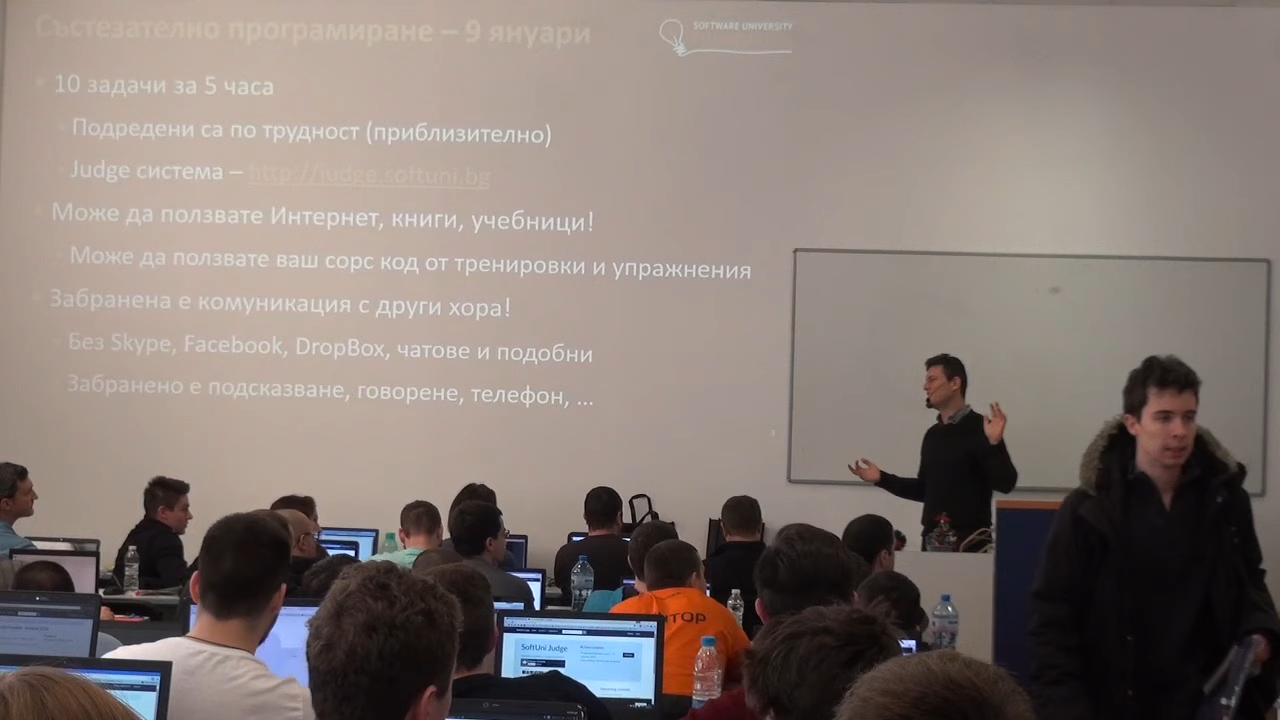 Състезателно програмиране – 9 януари
SOFTWARE UNIVERSITY
10 задачи за 5 часа
Подредени са по трудност (приблизително)
Judge система – http://judge.softuni.bg
Може да ползвате Интернет, книги, учебници!
Може да ползвате ваш сорс код от тренировки и упражнения
Забранена е комуникация с други хора!
Без Skype, Facebook, DropBox, чатове и подобни
Забранено е подсказване, говорене, телефон, ...
SoftUni Judge